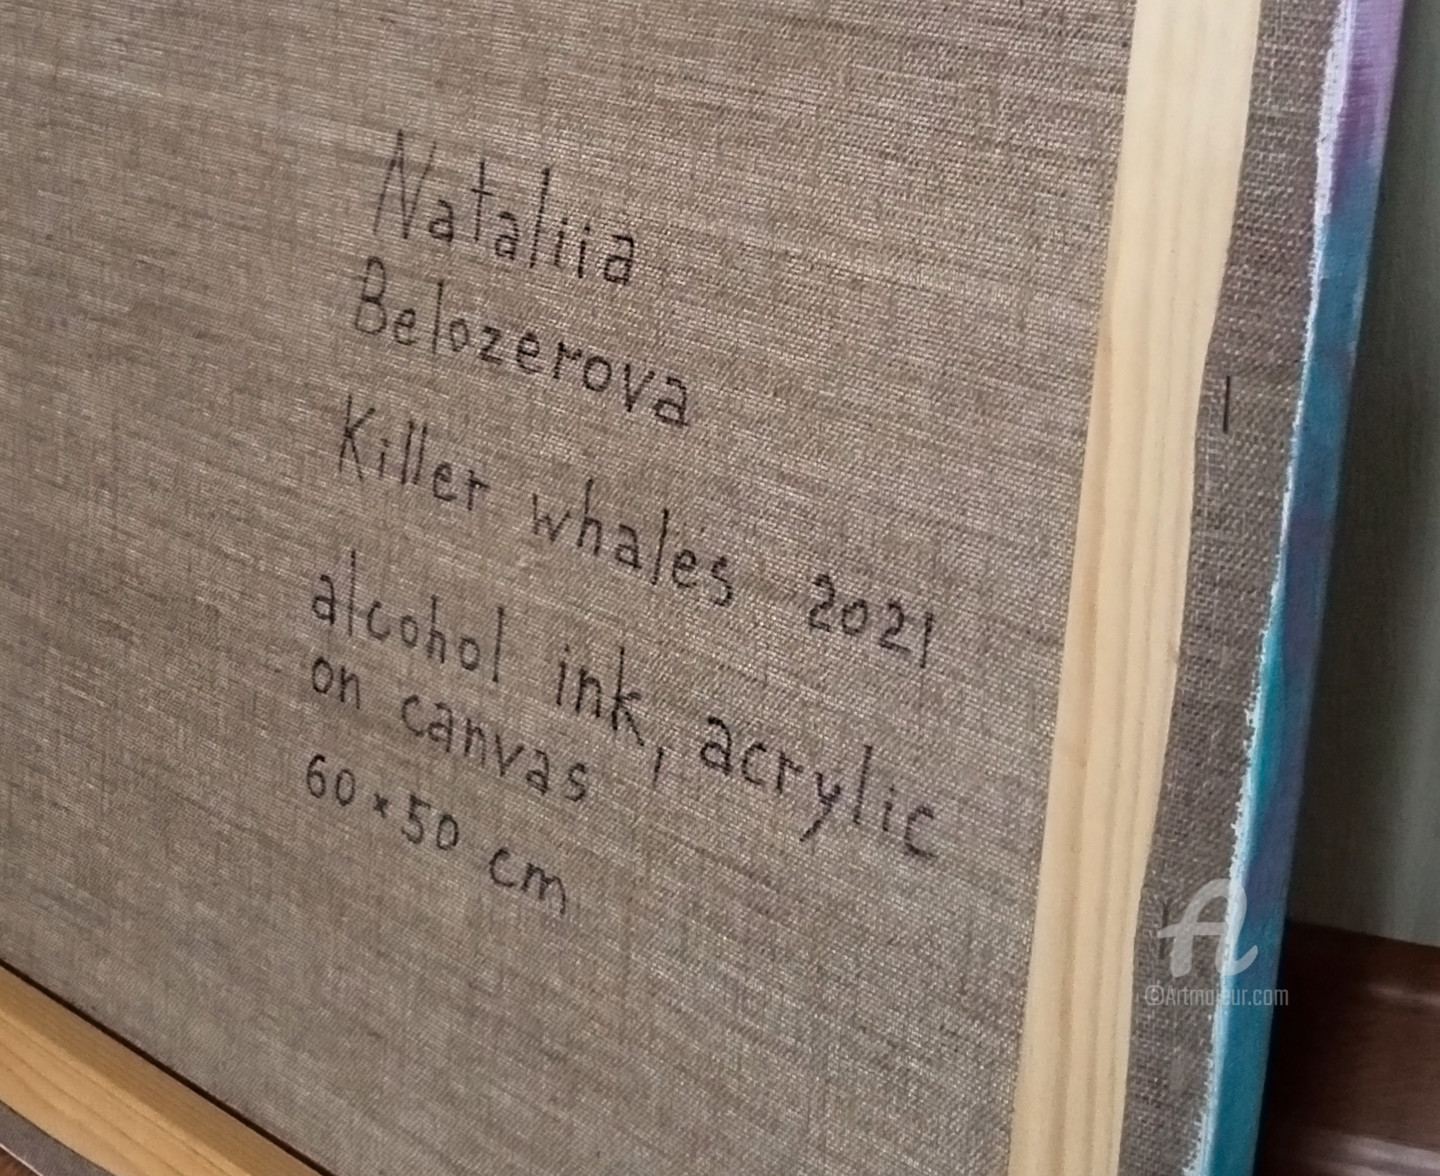 Nataliia
Belozerova
Killer whales 2021
alcohol ink, acrylic
on canvas
60×50 cm
A
©Artmajeur.com